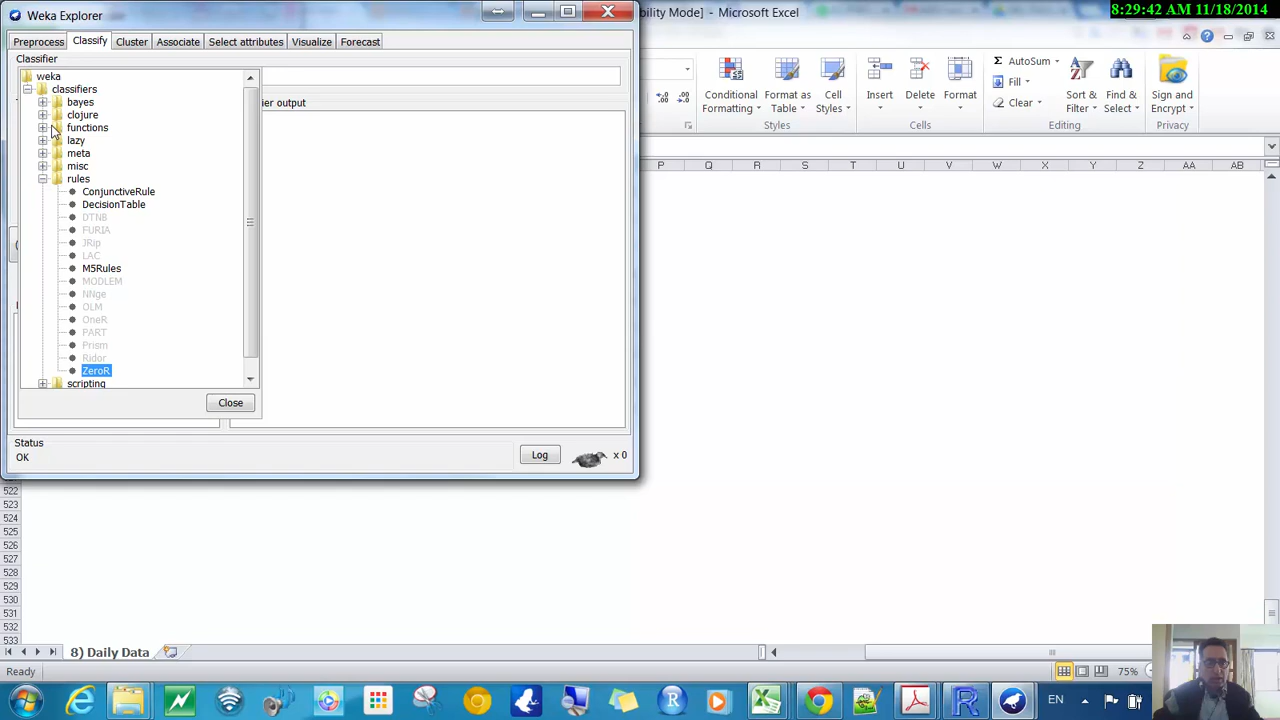 8:29:42 AM 11/18/2014
Weka Explorer
bility Mode] - Microsoft Excel
Preprocess Classify Cluster Associate Select attributes Visualize Forecast
Classifier
weka
classifiers
bayes
clojure
functions
lazy
meta
misc
rules
ConjunctiveRule
DecisionTable
DTNB
FURIA
JRip
LAC
M5Rules
MODLEM
NNge
OLM
OneR
PART
Prism
Ridor
ZeroR
scripting
Close
ier output
Status
OK
Log
x 0
Conditional Formatting
Format as Table
Cell Styles
Styles
Insert
Delete
Format
Cells
AutoSum
Fill
Clear
Sort & Filter
Find & Select
Editing
Sign and Encrypt
Privacy
P Q R S T U V W X Y Z AA AB
522
523
524
525
526
527
528
529
530
531
532
533
8) Daily Data
Ready
75%
EN